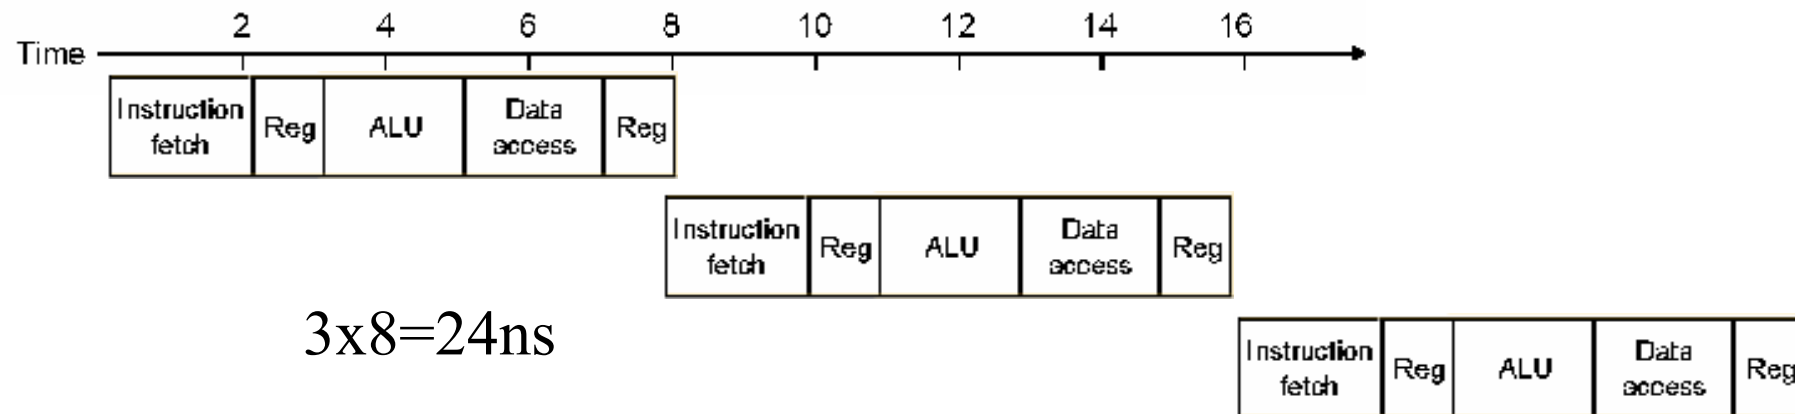 2 4 6 8 10 12 14 16
Time
Instruction fetch Reg ALU Data access Reg
Instruction fetch Reg ALU Data access Reg
3x8=24ns
Instruction fetch Reg ALU Data access Reg